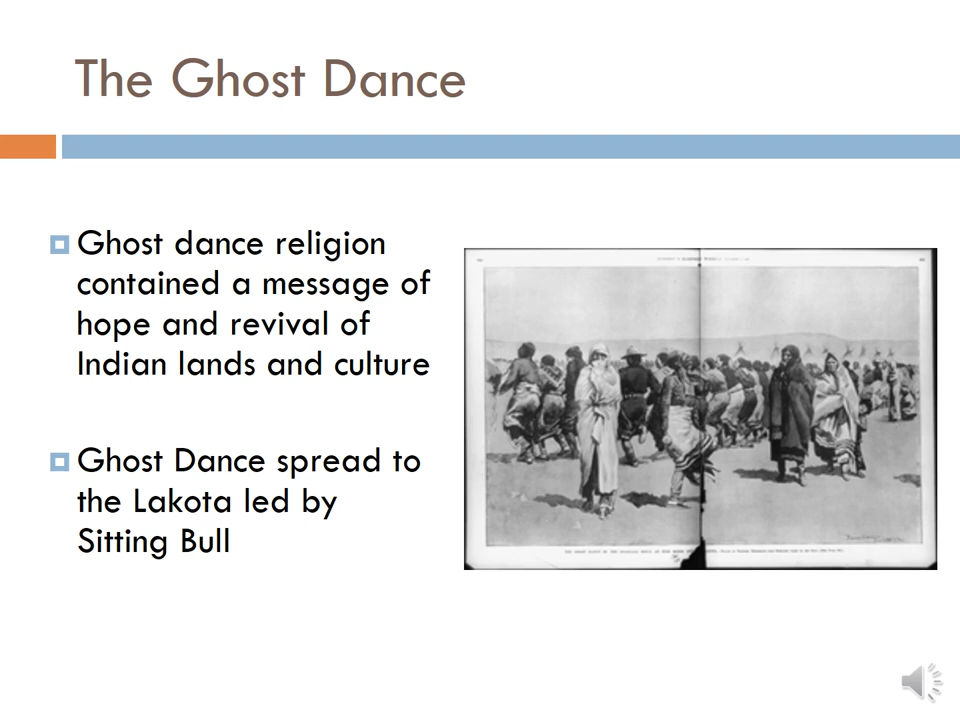 The Ghost Dance
Ghost dance religion
contained a message of
hope and revival of
Indian lands and culture
Ghost Dance spread to
the Lakota led by
Sitting Bull